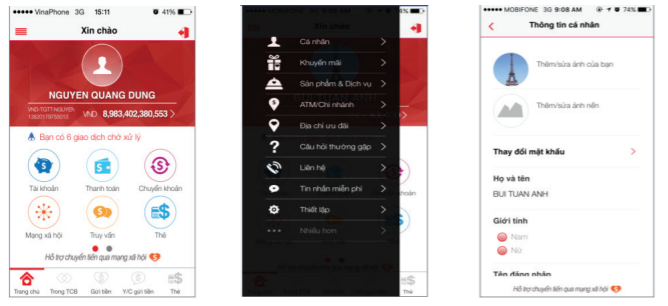 VinaPhone 3G 15:11 41%
Xin chào
NGUYEN QUANG DUNG
VND-TGTT-NGUYEN
13820179755013
VND 8,983,402,380,553 >
Bạn có 6 giao dịch chờ xử lý
Tài khoản Thanh toán Chuyển khoản
Mạng xã hội Truy vấn Thẻ
Hỗ trợ chuyển tiền qua mạng xã hội
Trang chủ Trong TCB Gửi tiền Y/C gửi tiền Thẻ
Xin chào
Cá nhân >
Khuyến mãi >
Sản phẩm & Dịch vụ >
ATM/Chi nhánh >
Địa chỉ ưu đãi >
Câu hỏi thường gặp >
Liên hệ >
Tin nhắn miễn phí >
Thiết lập >
Nhiều hơn >
MOBIFONE 3G 9:08 AM 74%
Thông tin cá nhân
Thêm/sửa ảnh của bạn
Thêm/sửa ảnh nền
Thay đổi mật khẩu >
Họ và tên
BUI TUAN ANH
Giới tính
Nam
Nữ
Tên đăng nhập
Hỗ trợ chuyển tiền qua mạng xã hội